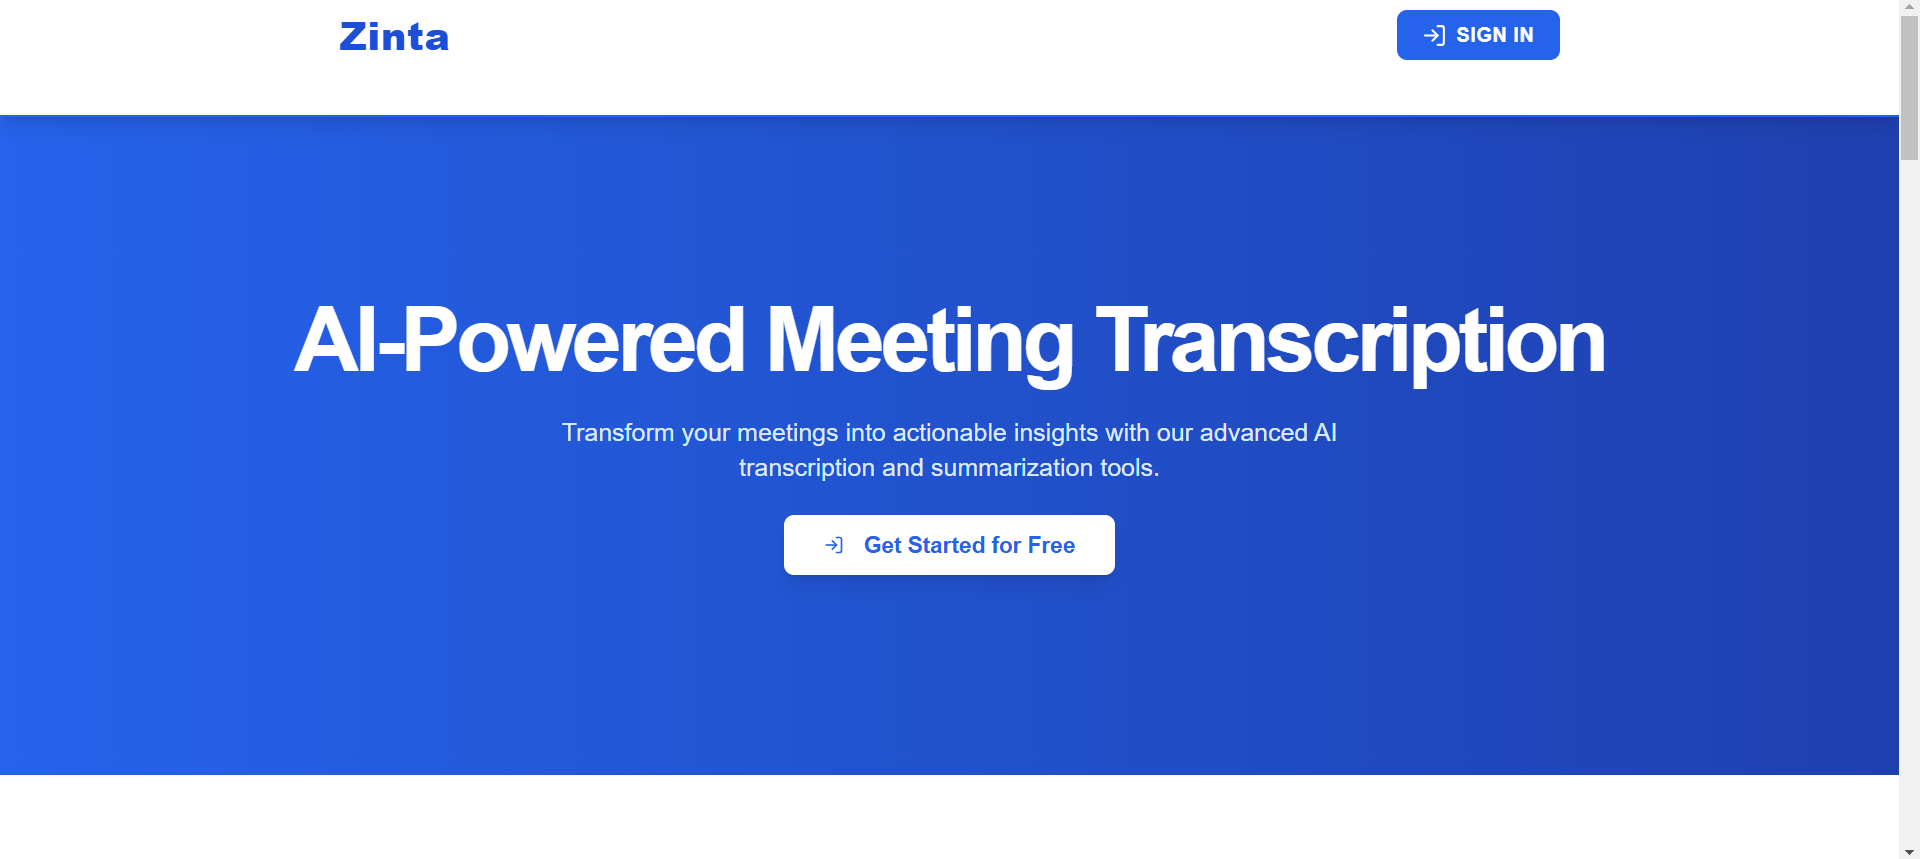 Zinta
SIGN IN
AI-Powered Meeting Transcription
Transform your meetings into actionable insights with our advanced AI
transcription and summarization tools.
Get Started for Free